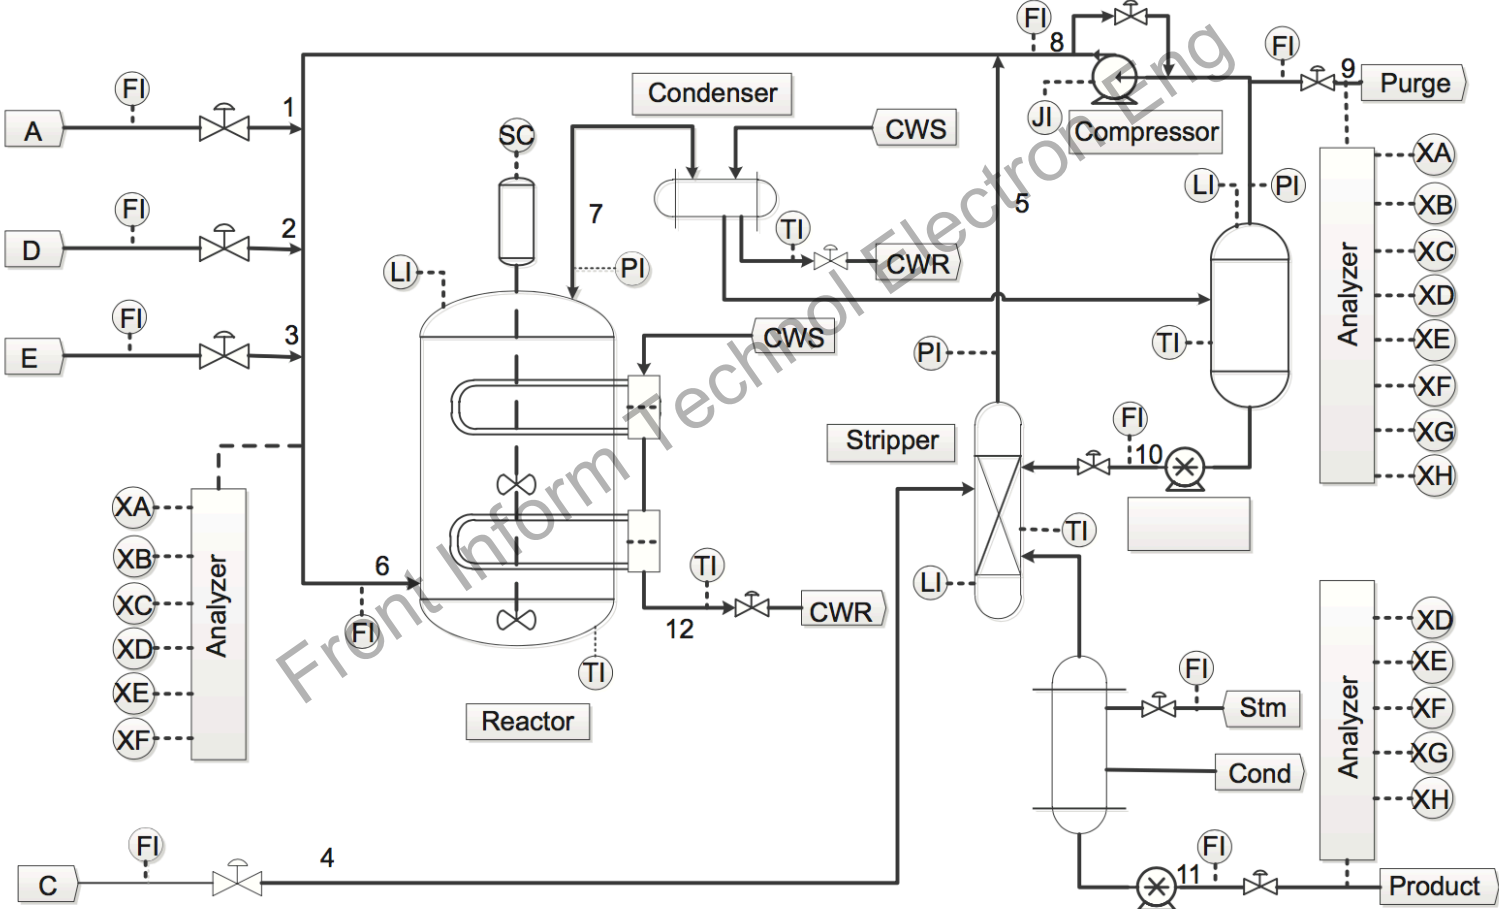 FI
8
FI
9
Purge
Condenser
FI
1
A
SC
CWS
JI
Compressor
XA
LI
PI
XB
FI
2
D
7
TI
5
CWR
XC
LI
PI
XD
FI
3
E
CWS
PI
TI
Analyzer
XE
XF
Stripper
FI
10
XG
XH
XA
XB
XC
XD
XE
XF
Analyzer
6
FI
TI
12
CWR
TI
LI
TI
Reactor
XD
XE
XF
XG
XH
Analyzer
FI
Stm
Cond
FI
4
C
FI
11
Product
Front Inform Technol Electron Eng